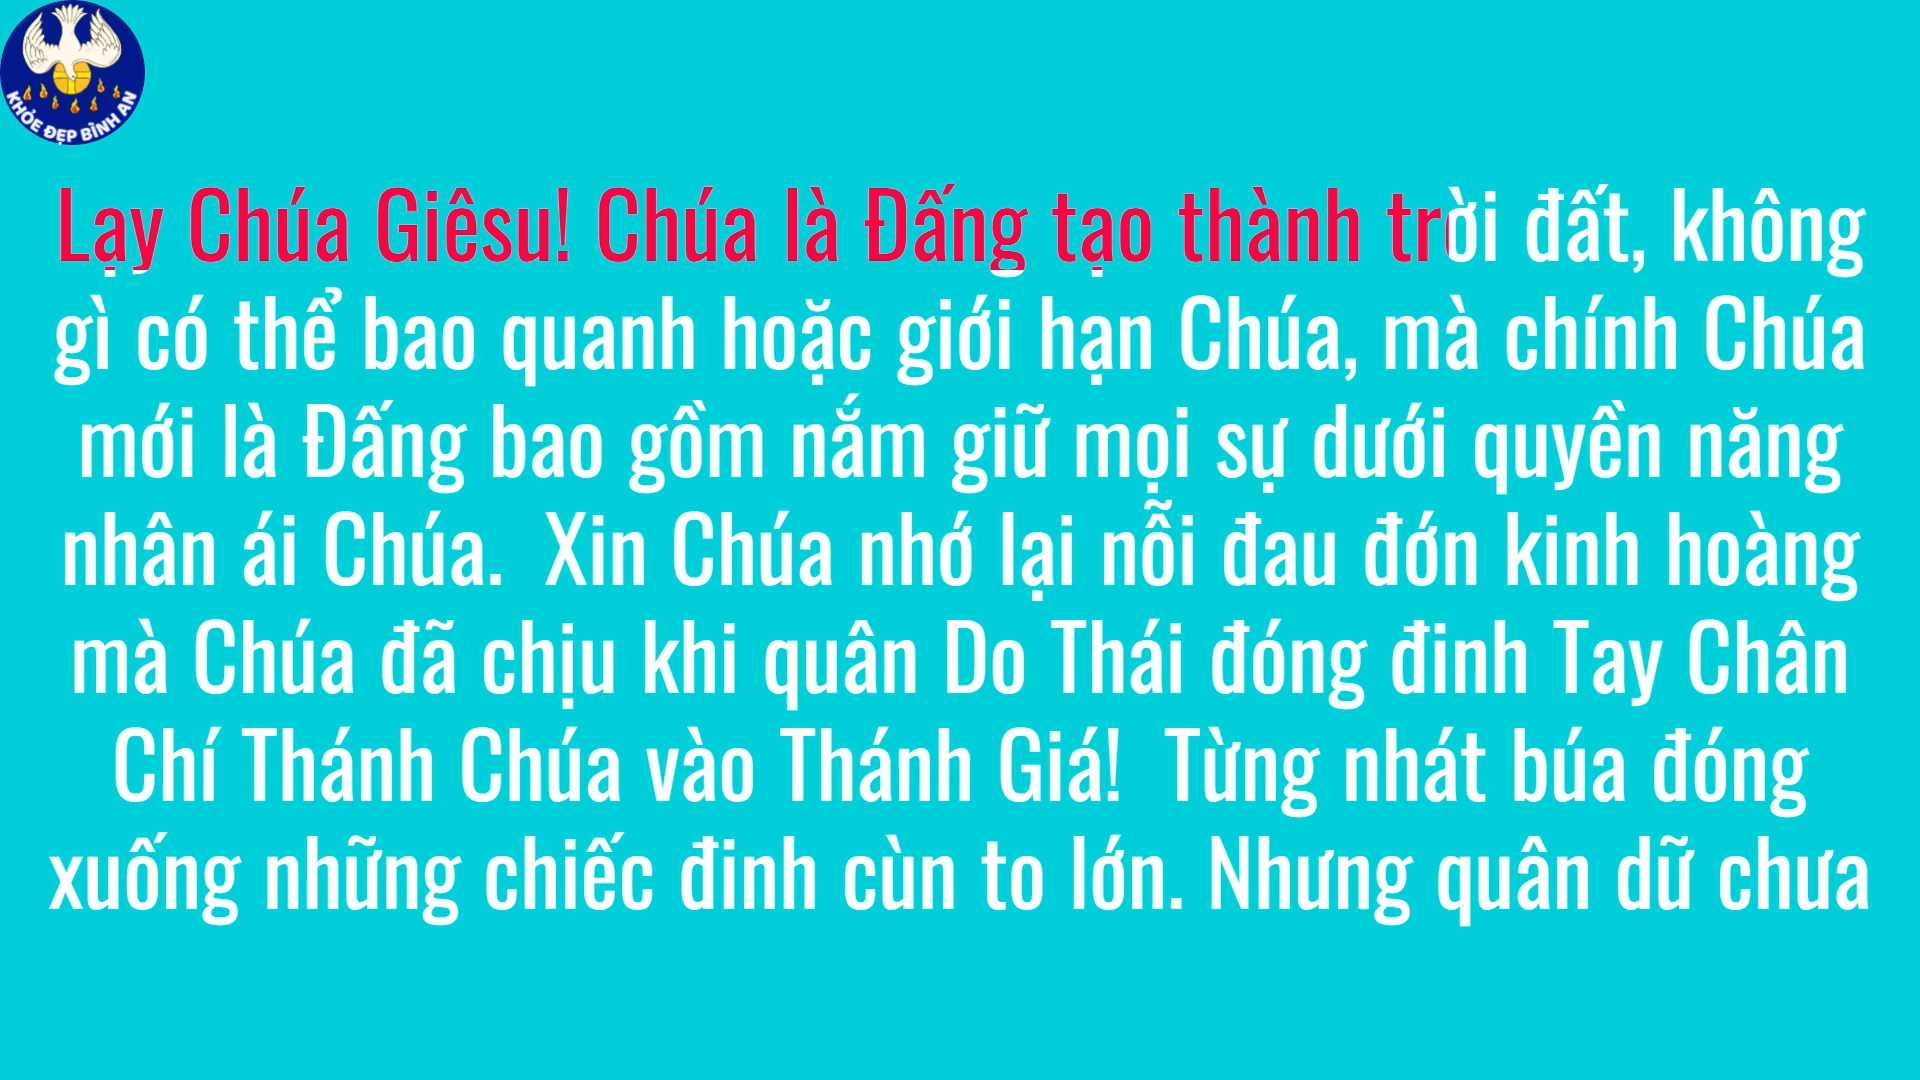 KHỎE ĐẸP BÌNH AN
Lạy Chúa Giêsu! Chúa là Đấng tạo thành trời đất, không
gì có thể bao quanh hoặc giới hạn Chúa, mà chính Chúa
mới là Đấng bao gồm nắm giữ mọi sự dưới quyền năng
nhân ái Chúa.  Xin Chúa nhớ lại nỗi đau đớn kinh hoàng
mà Chúa đã chịu khi quân Do Thái đóng đinh Tay Chân
Chí Thánh Chúa vào Thánh Giá!  Từng nhát búa đóng
xuống những chiếc đinh cùn to lớn. Nhưng quân dữ chưa